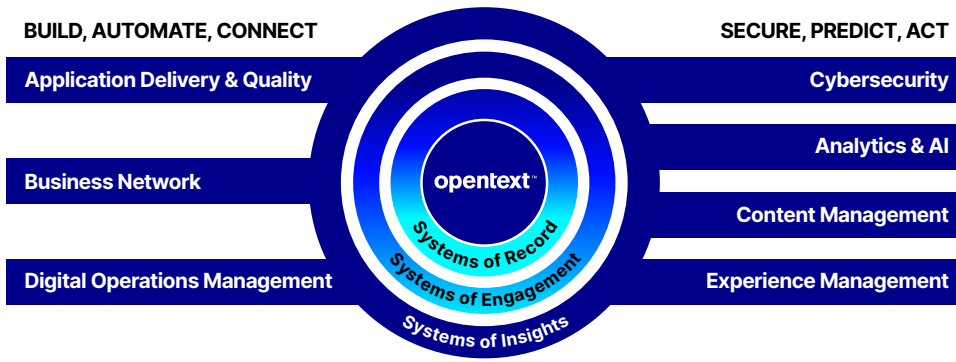 BUILD, AUTOMATE, CONNECT
Application Delivery & Quality
Business Network
Digital Operations Management
opentext™
Systems of Record
Systems of Engagement
Systems of Insights
SECURE, PREDICT, ACT
Cybersecurity
Analytics & AI
Content Management
Experience Management